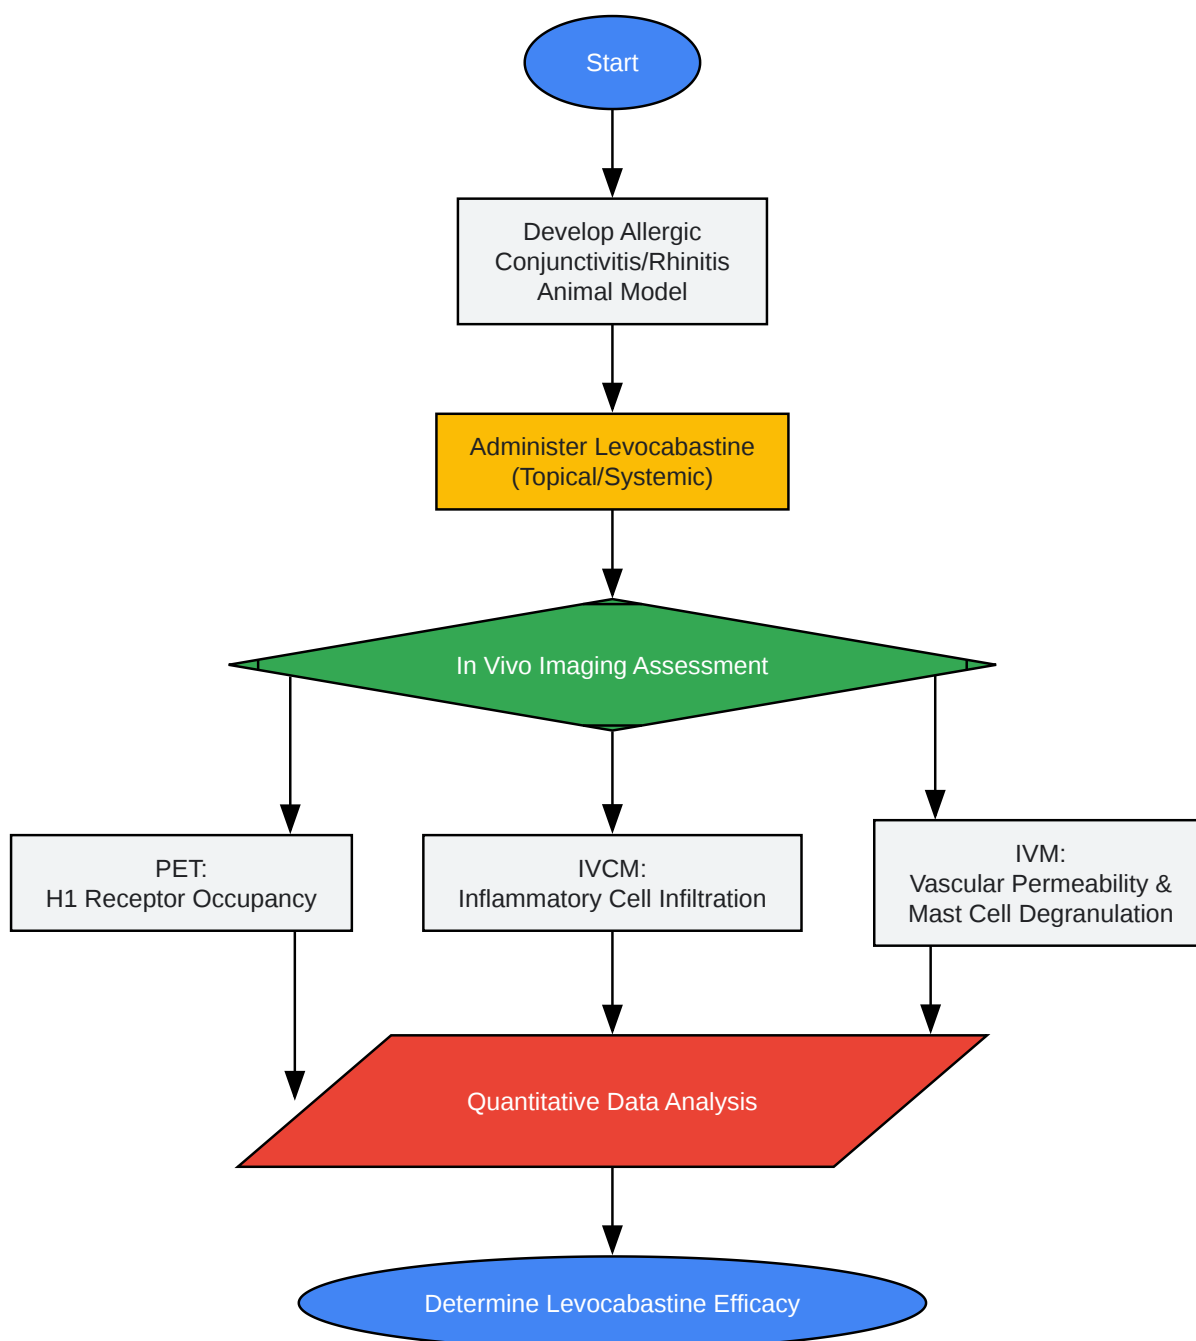 Start
Develop Allergic
Conjunctivitis/Rhinitis
Animal Model
Administer Levocabastine
(Topical/Systemic)
In Vivo Imaging Assessment
PET:
H1 Receptor Occupancy
IVCM:
Inflammatory Cell Infiltration
IVM:
Vascular Permeability &
Mast Cell Degranulation
Quantitative Data Analysis
Determine Levocabastine Efficacy